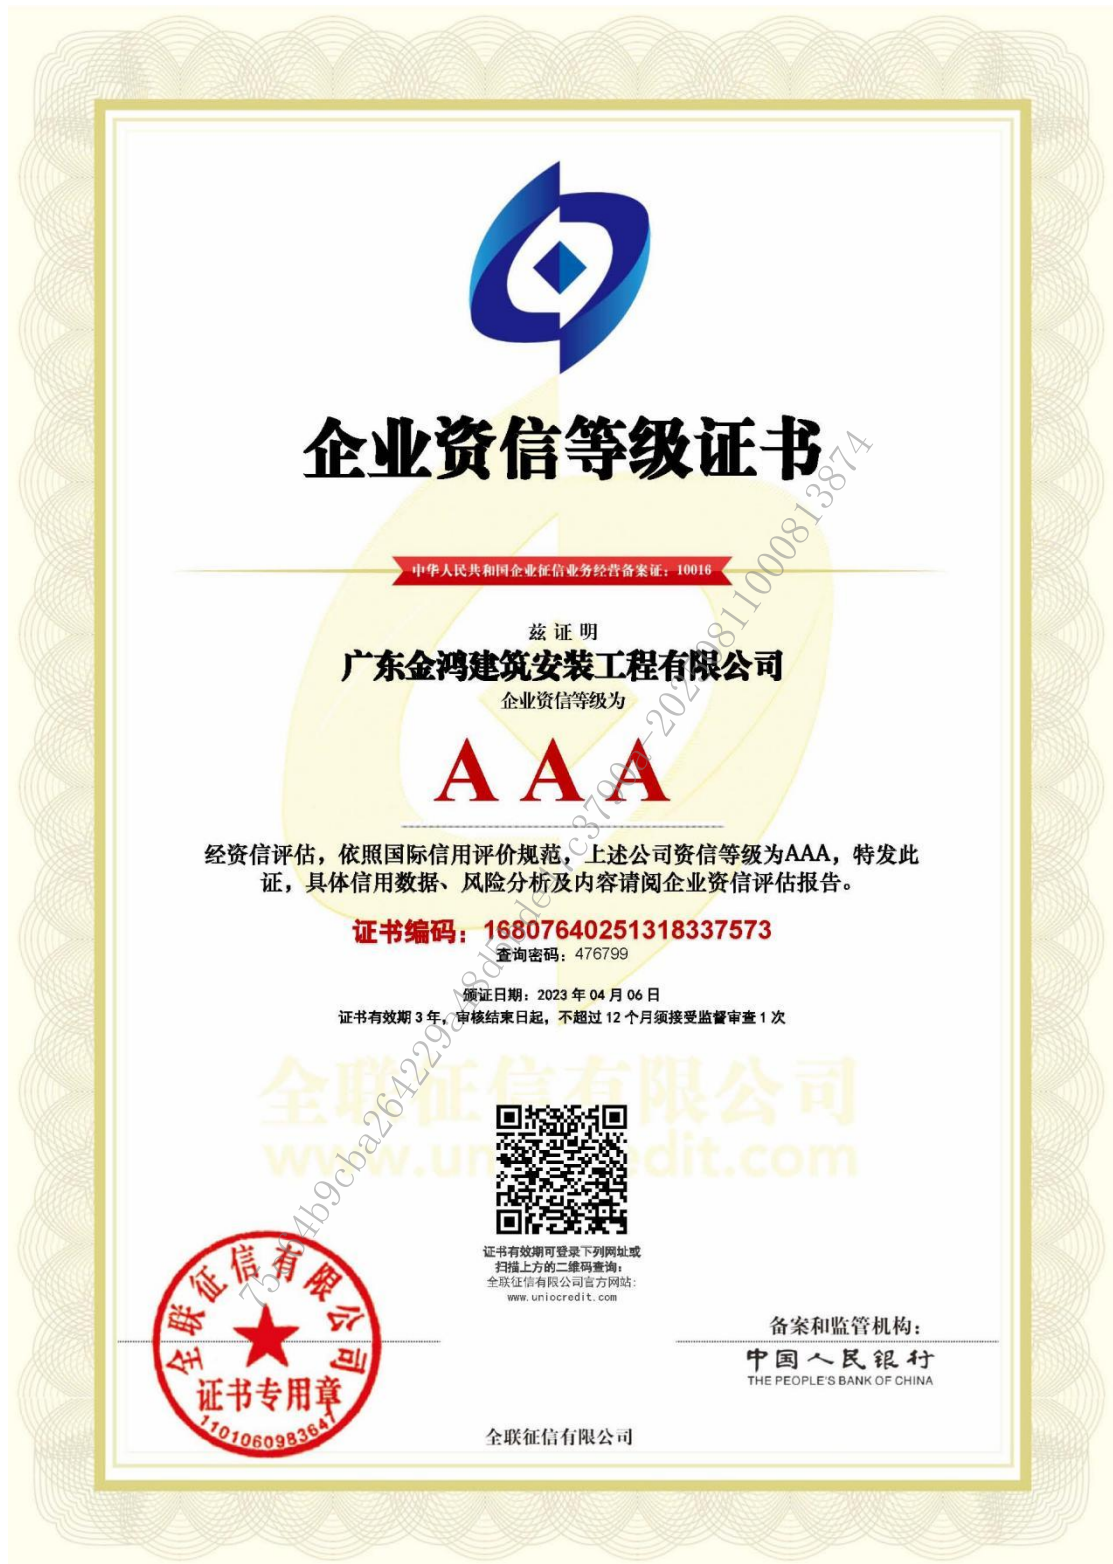 企业资信等级证书
中华人民共和国企业征信业务经营备案证：10016
兹证明
广东金鸿建筑安装工程有限公司
企业资信等级为
AAA
经资信评估，依照国际信用评价规范，上述公司资信等级为AAA，特发此
证，具体信用数据、风险分析及内容请阅企业资信评估报告。
证书编码：16807640251318337573
查询密码：476799
颁证日期：2023年04月06日
证书有效期3年，审核结束日起，不超过12个月须接受监督审查1次
全联征信有限公司
证书有效期可登录下列网址或
扫描上方的二维码查询：
全联征信有限公司官方网站：
www.uniocredit.com
全联征信有限公司
证书专用章
1101060983647
备案和监管机构：
中国人民银行
THE PEOPLE'S BANK OF CHINA
全联征信有限公司